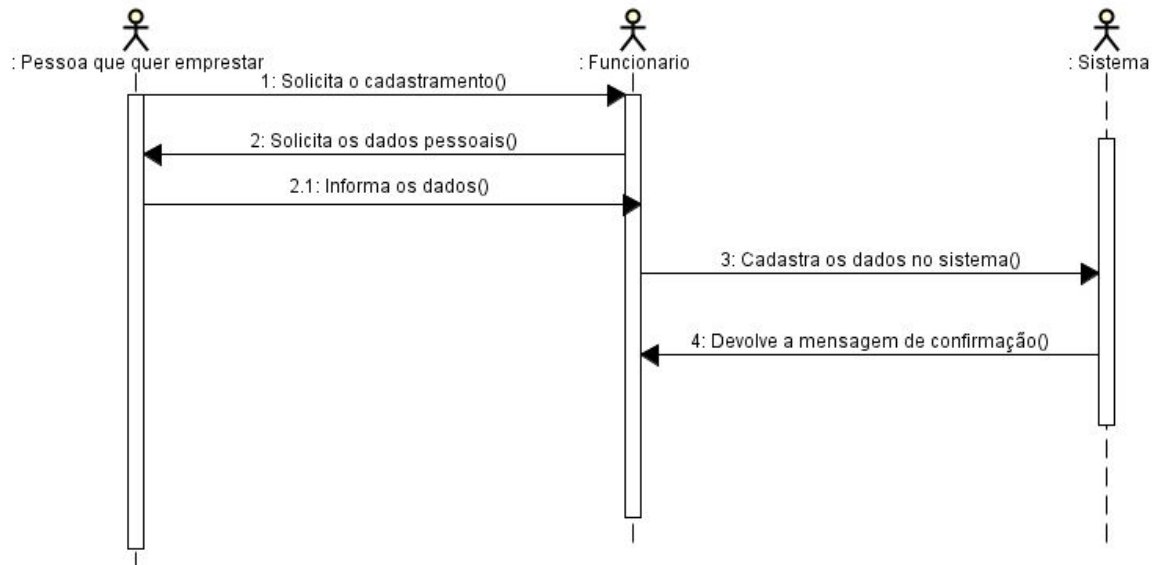 : Pessoa que quer emprestar
: Funcionario
: Sistema
1: Solicita o cadastramento()
2: Solicita os dados pessoais()
2.1: Informa os dados()
3: Cadastra os dados no sistema()
4: Devolve a mensagem de confirmação()